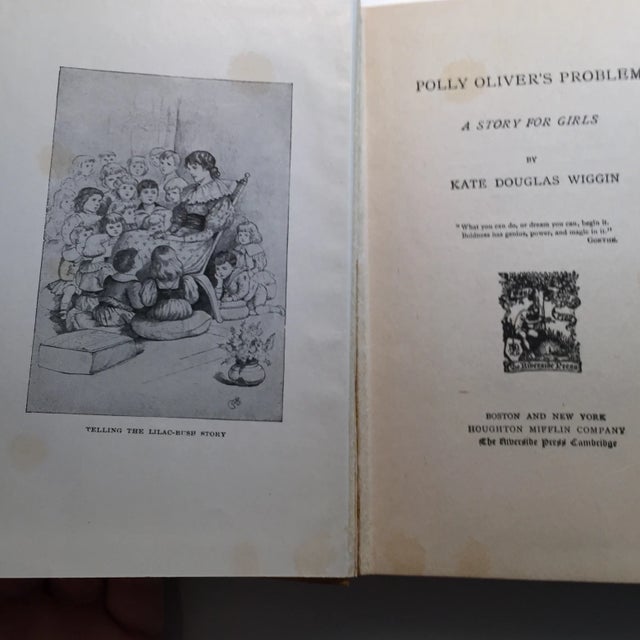 TELLING THE LILAC-BUSH STORY
POLLY OLIVER'S PROBLEM
A STORY FOR GIRLS
BY
KATE DOUGLAS WIGGIN
"What you can do, or dream you can, begin it.
Boldness has genius, power, and magic in it."
GOETHE.
The Riverside Press
BOSTON AND NEW YORK
HOUGHTON MIFFLIN COMPANY
The Riverside Press Cambridge